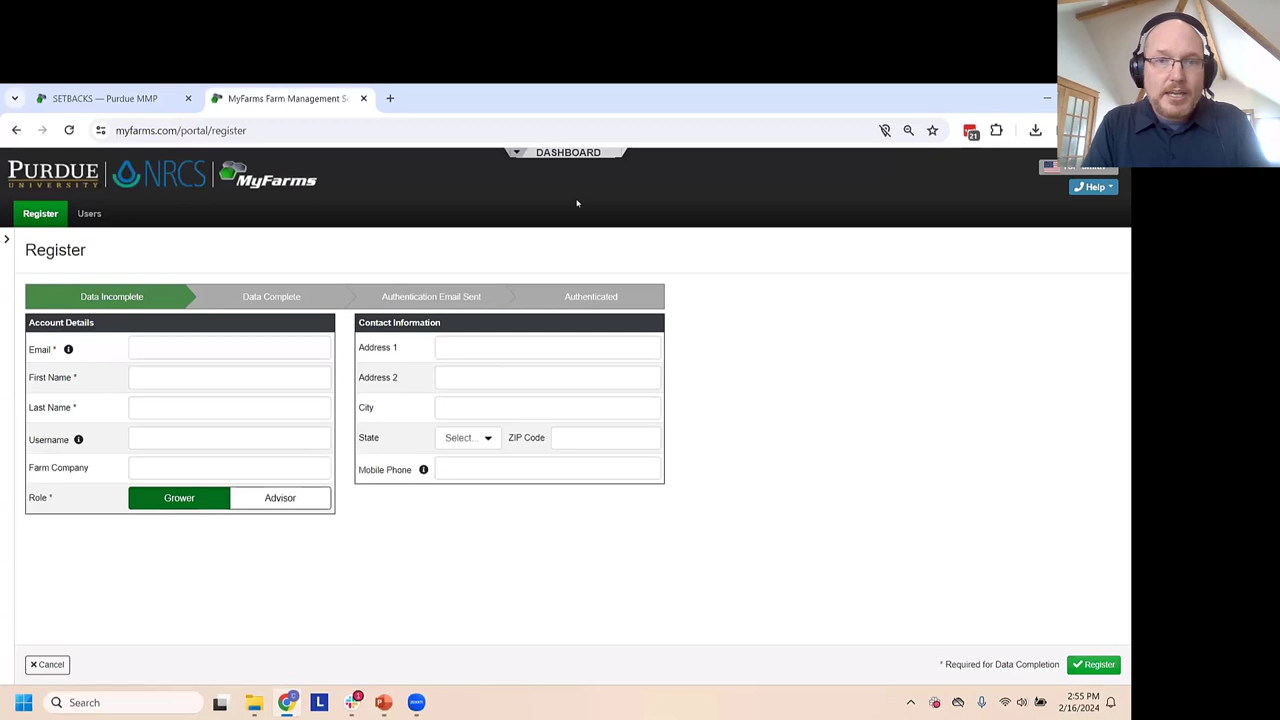 SETBACKS — Purdue MMP
MyFarms Farm Management S
myfarms.com/portal/register
21
PURDUE UNIVERSITY
NRCS
MyFarms
DASHBOARD
Help
Register
Users
Register
Data Incomplete
Data Complete
Authentication Email Sent
Authenticated
Account Details
Contact Information
Email *
Address 1
First Name *
Address 2
Last Name *
City
Username
State
Select...
ZIP Code
Farm Company
Mobile Phone
Role *
Grower
Advisor
Cancel
* Required for Data Completion
Register
Search
L
1
zoom
2:55 PM
2/16/2024